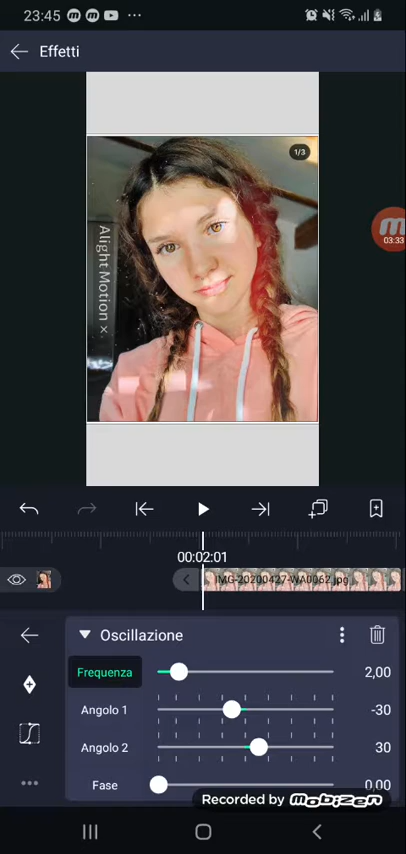 23:45
Effetti
1/3
Alight Motion ×
03:33
00:02:01
IMG-20200427-WA0062.jpg
Oscillazione
Frequenza 2,00
Angolo 1 -30
Angolo 2 30
Fase 0,00
Recorded by mobizen